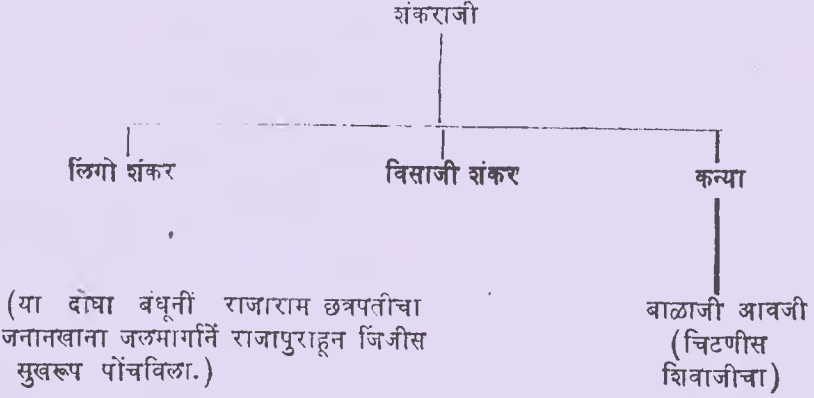 शंकराजी
लिंगो शंकर
विसाजी शंकर
कन्या
(या दोघा बंधूनीं राजाराम छत्रपतीचा
जनानखाना जलमार्गानें राजापुराहून जिंजीस
सुखरूप पोंचविला.)
बाळाजी आवजी
(चिटणीस
शिवाजीचा)